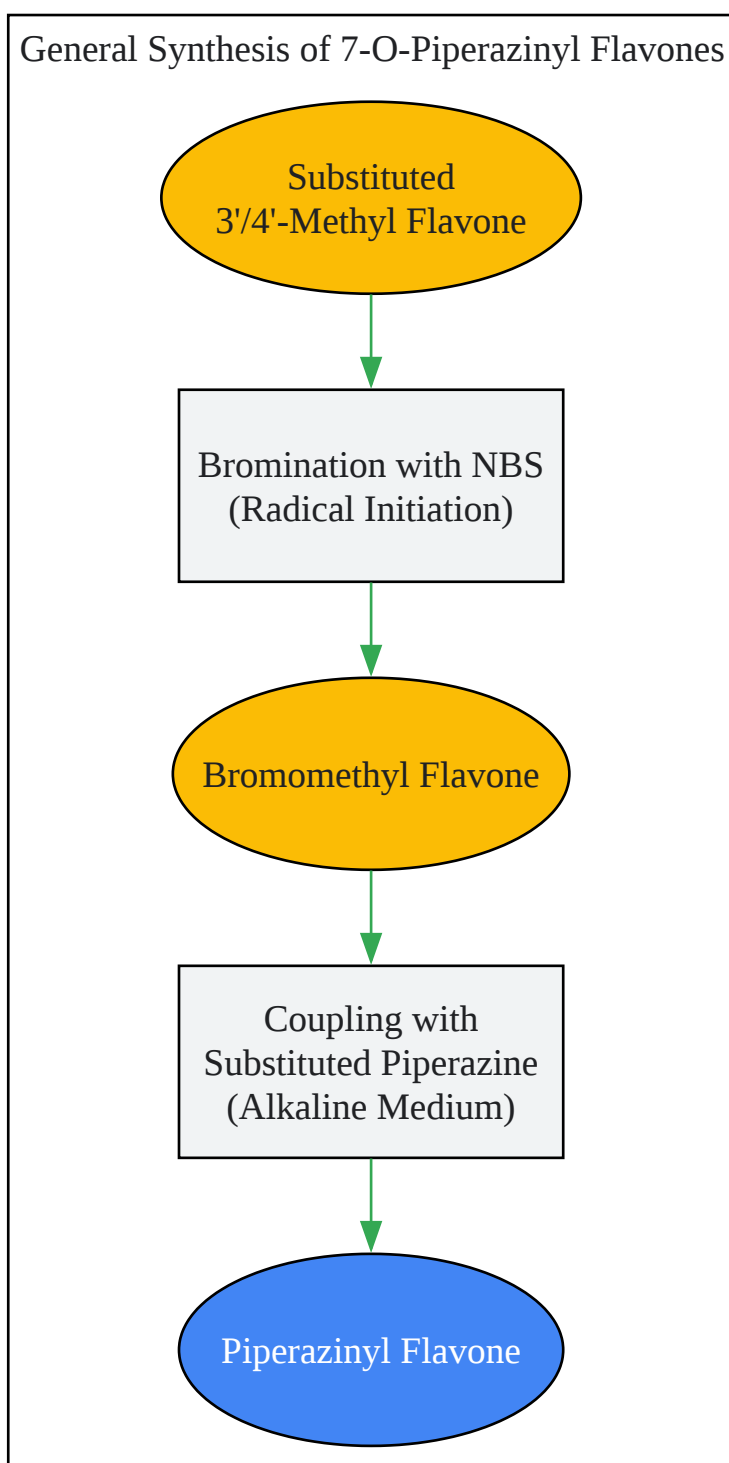 General Synthesis of 7-O-Piperazinyl Flavones
Substituted
3'/4'-Methyl Flavone
Bromination with NBS
(Radical Initiation)
Bromomethyl Flavone
Coupling with
Substituted Piperazine
(Alkaline Medium)
Piperazinyl Flavone